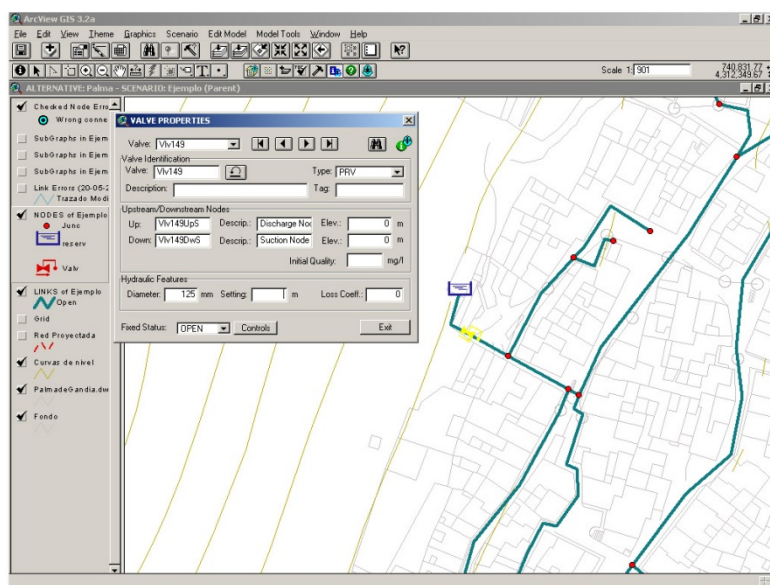 ArcView GIS 3.2a
File Edit View Theme Graphics Scenario Edit Model Model Tools Window Help
Scale 1: 901
740,831.77
4,312,349.67
ALTERNATIVE: Palma - SCENARIO: Ejemplo (Parent)
Checked Node Erro
Wrong conne
SubGraphs in Ejem
SubGraphs in Ejem
SubGraphs in Ejem
Link Errors (20-05-2
Trazado Modi
NODES of Ejemplo
Junc
reserv
Valv
LINKS of Ejemplo
Open
Grid
Red Proyectada
Curvas de nivel
PalmadeGandia.dw
Fondo
VALVE PROPERTIES
Valve: Vlv149
Valve Identification
Valve: Vlv149 Type: PRV
Description: Tag:
Upstream/Downstream Nodes
Up: Vlv149UpS Descrip.: Discharge Noc Elev.: 0 m
Down: Vlv149DwS Descrip.: Suction Node Elev.: 0 m
Initial Quality: mg/l
Hydraulic Features
Diameter: 125 mm Setting: m Loss Coeff.: 0
Fixed Status: OPEN Controls Exit